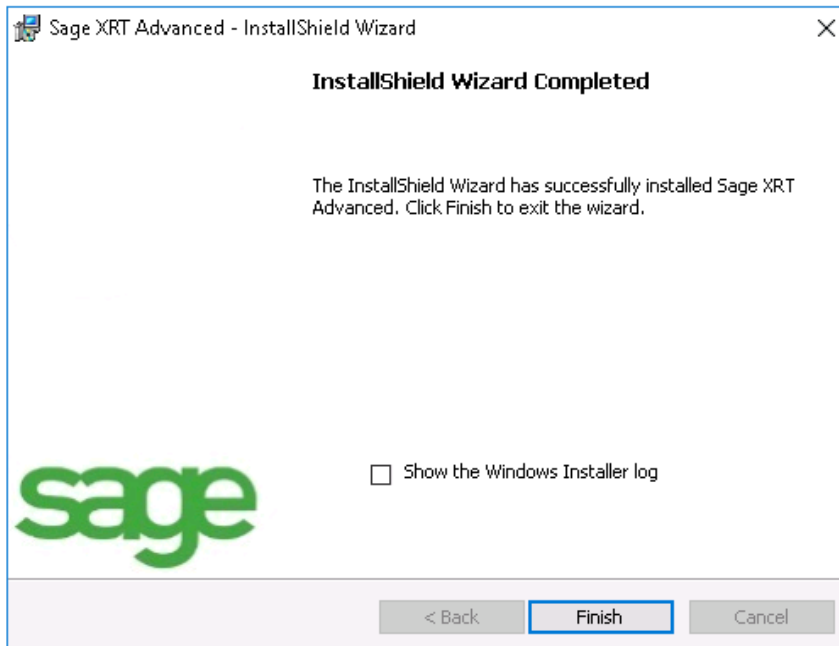 Sage XRT Advanced - InstallShield Wizard
InstallShield Wizard Completed
The InstallShield Wizard has successfully installed Sage XRT
Advanced. Click Finish to exit the wizard.
Show the Windows Installer log
sage
< Back
Finish
Cancel